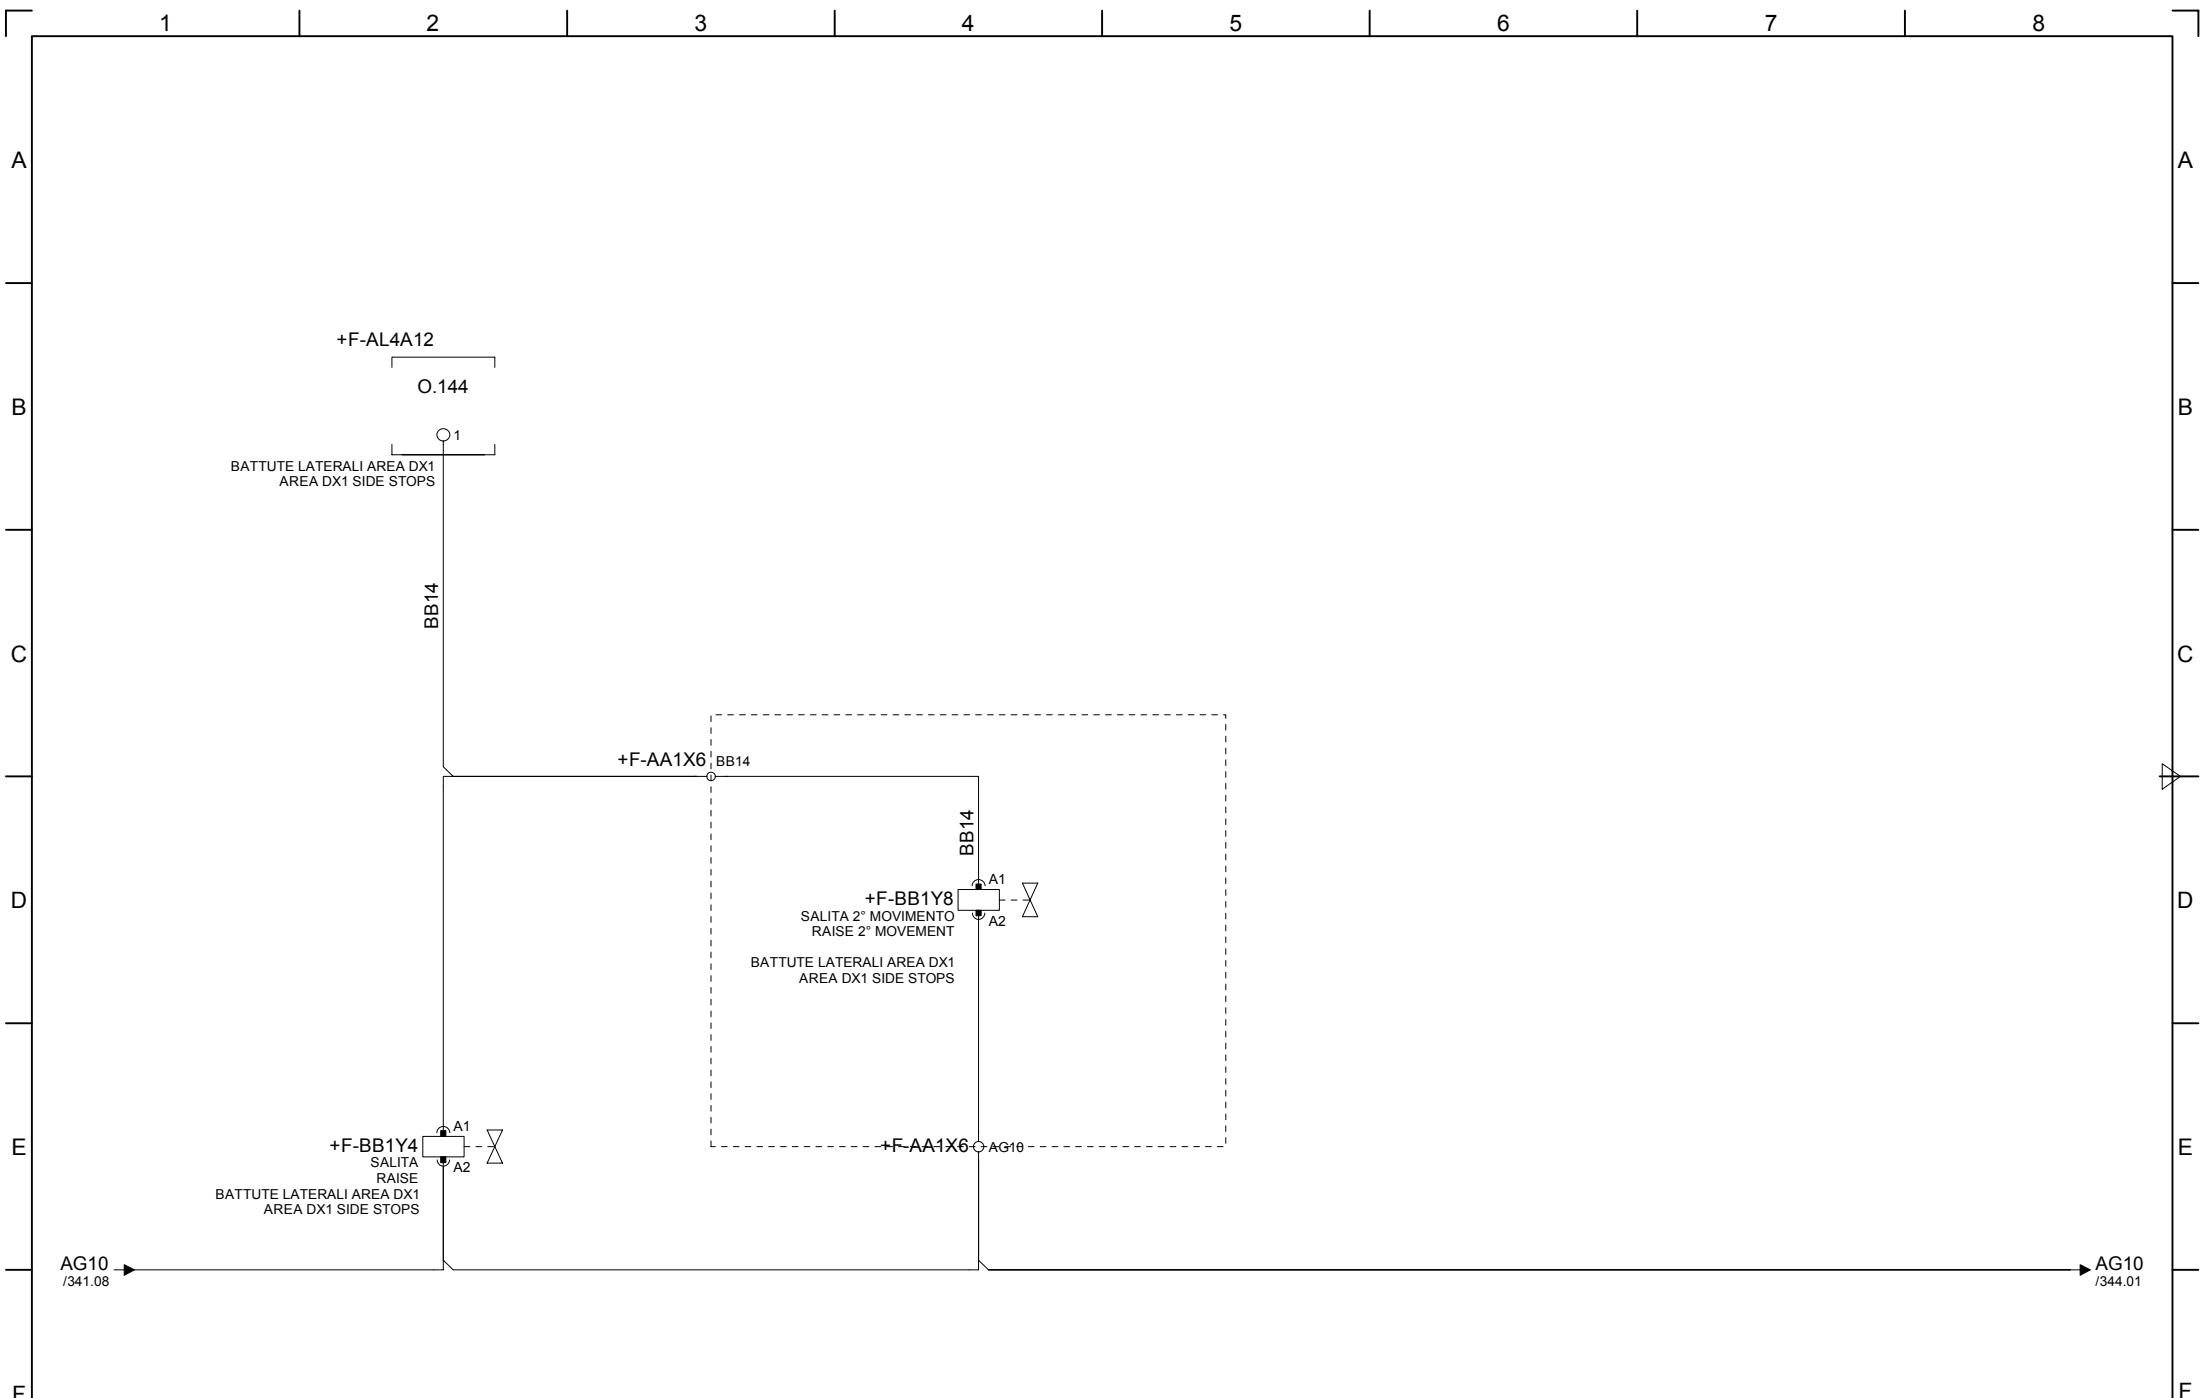 1 2 3 4 5 6 7 8
A A
+F-AL4A12
O.144
B B
1
BATTUTE LATERALI AREA DX1
AREA DX1 SIDE STOPS
BB14
C C
+F-AA1X6 BB14
BB14
A1
D +F-BB1Y8 D
SALITA 2° MOVIMENTO
A2
RAISE 2° MOVEMENT
BATTUTE LATERALI AREA DX1
AREA DX1 SIDE STOPS
A1
E +F-BB1Y4 +F-AA1X6 AG10 E
SALITA
A2
RAISE
BATTUTE LATERALI AREA DX1
AREA DX1 SIDE STOPS
AG10 AG10
/341.08 /344.01
F F